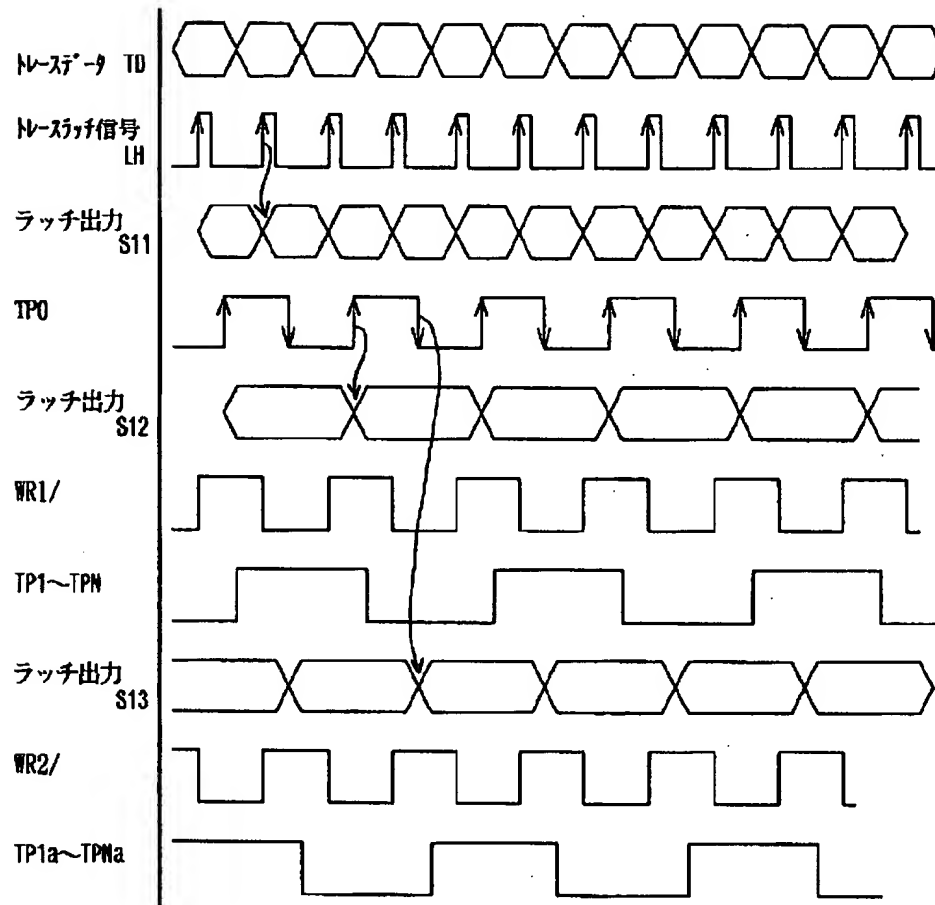 トレースデータ TD
トレースラッチ信号
LH
ラッチ出力
S11
TP0
ラッチ出力
S12
WR1/
TP1～TPN
ラッチ出力
S13
WR2/
TP1a～TPNa